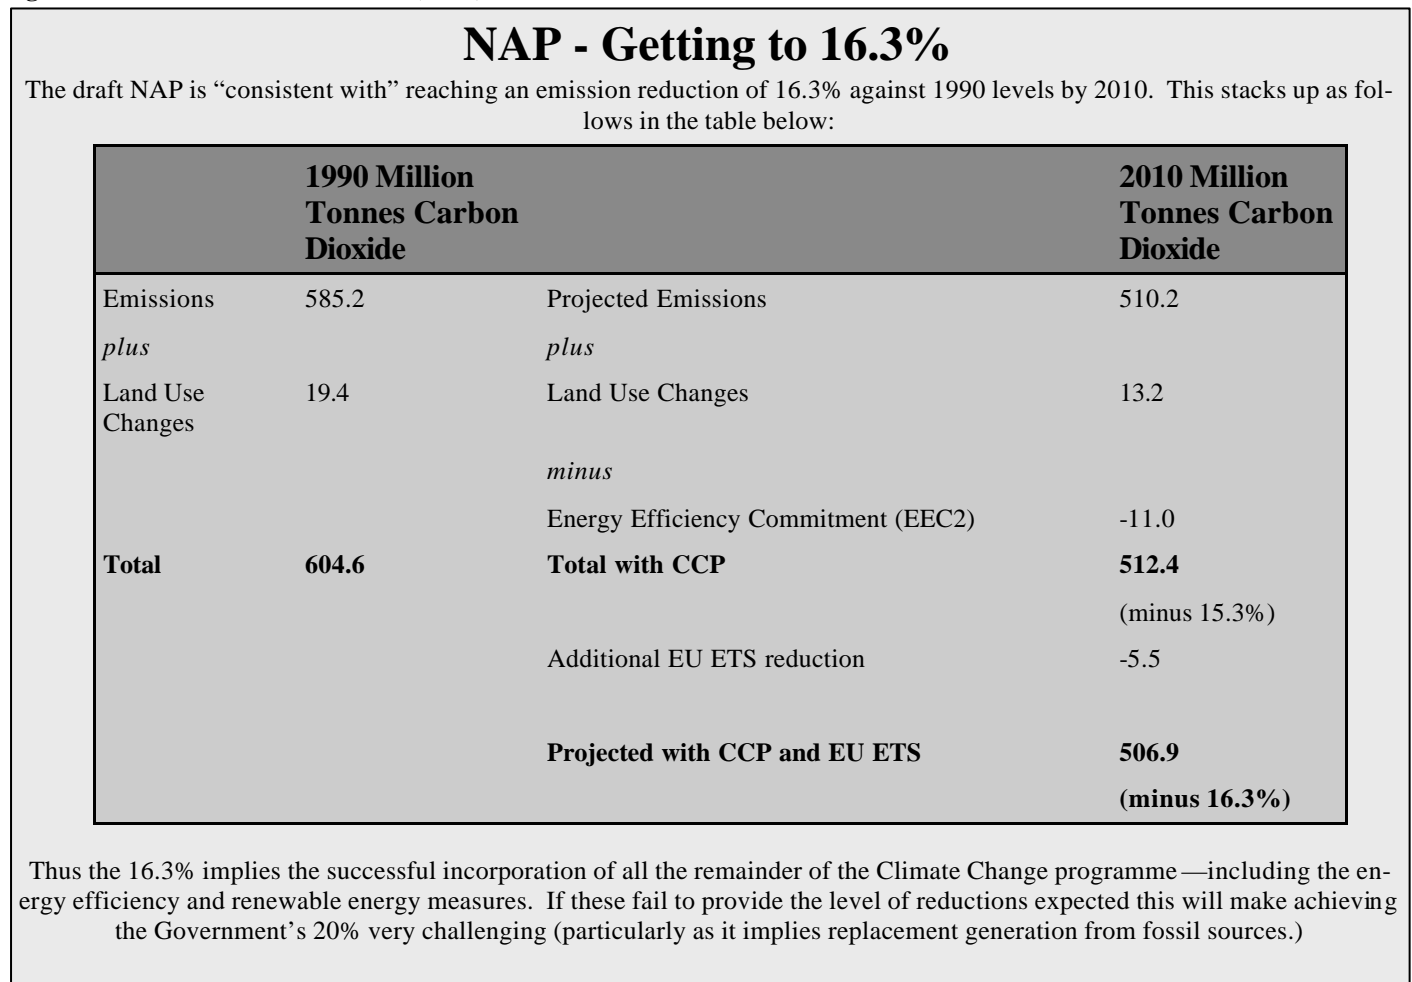 NAP - Getting to 16.3%
The draft NAP is “consistent with” reaching an emission reduction of 16.3% against 1990 levels by 2010.  This stacks up as fol-
lows in the table below:
1990 Million
Tonnes Carbon
Dioxide
2010 Million
Tonnes Carbon
Dioxide
Emissions 585.2 Projected Emissions 510.2
plus plus
Land Use
Changes 19.4 Land Use Changes 13.2
minus
Energy Efficiency Commitment (EEC2) -11.0
Total 604.6 Total with CCP 512.4
(minus 15.3%)
Additional EU ETS reduction -5.5
Projected with CCP and EU ETS 506.9
(minus 16.3%)
Thus the 16.3% implies the successful incorporation of all the remainder of the Climate Change programme—including the en-
ergy efficiency and renewable energy measures.  If these fail to provide the level of reductions expected this will make achieving
the Government’s 20% very challenging (particularly as it implies replacement generation from fossil sources.)